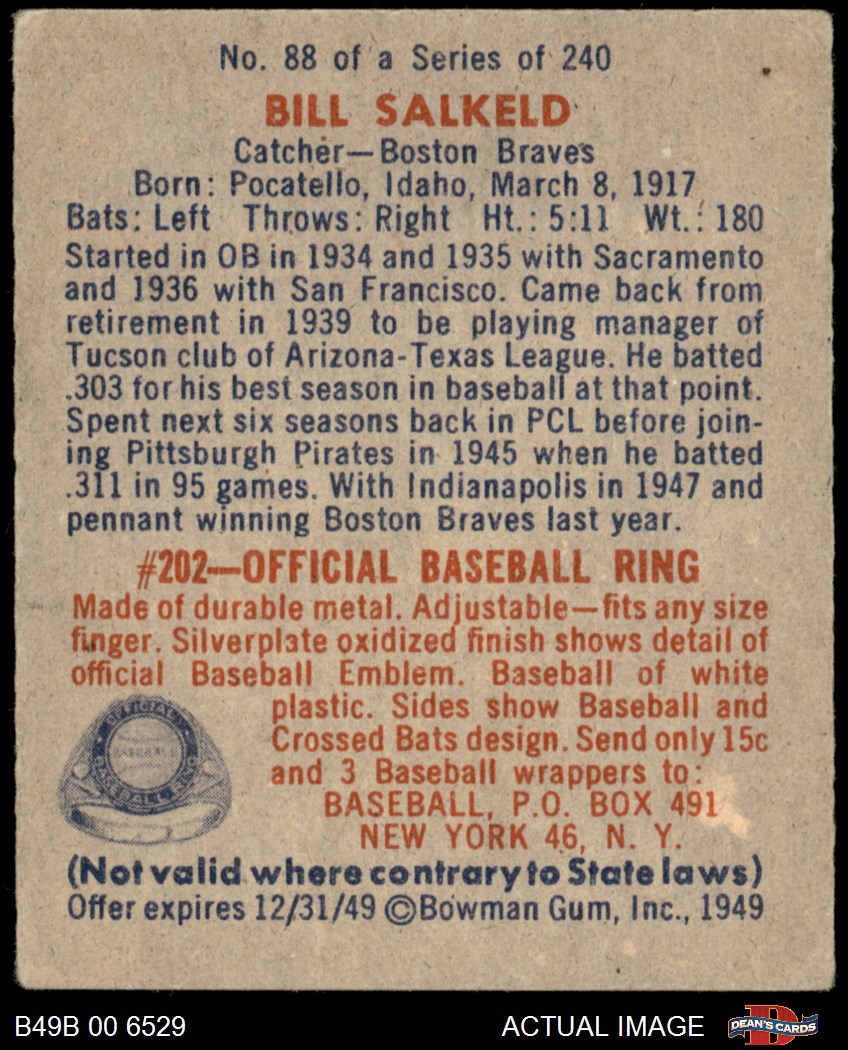 No. 88 of a Series of 240
BILL SALKELD
Catcher—Boston Braves
Born: Pocatello, Idaho, March 8, 1917
Bats: Left Throws: Right Ht.: 5:11 Wt.: 180
Started in OB in 1934 and 1935 with Sacramento
and 1936 with San Francisco. Came back from
retirement in 1939 to be playing manager of
Tucson club of Arizona-Texas League. He batted
.303 for his best season in baseball at that point.
Spent next six seasons back in PCL before join-
ing Pittsburgh Pirates in 1945 when he batted
.311 in 95 games. With Indianapolis in 1947 and
pennant winning Boston Braves last year.
#202—OFFICIAL BASEBALL RING
Made of durable metal. Adjustable—fits any size
finger. Silverplate oxidized finish shows detail of
official Baseball Emblem. Baseball of white
plastic. Sides show Baseball and
Crossed Bats design. Send only 15c
and 3 Baseball wrappers to:
BASEBALL, P.O. BOX 491
NEW YORK 46, N. Y.
OFFICIAL
BASEBALL
BASEBALL RING
(Not valid where contrary to State laws)
Offer expires 12/31/49 ©Bowman Gum, Inc., 1949
B49B 00 6529
ACTUAL IMAGE
DEAN'S CARDS